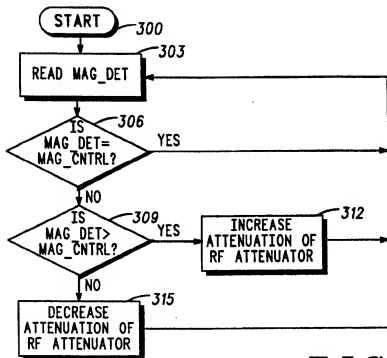 START
300
303
READ MAG_DET
306
IS
MAG_DET=
MAG_CNTRL?
YES
NO
309
IS
MAG_DET>
MAG_CNTRL?
YES
312
INCREASE
ATTENUATION OF
RF ATTENUATOR
NO
315
DECREASE
ATTENUATION OF
RF ATTENUATOR